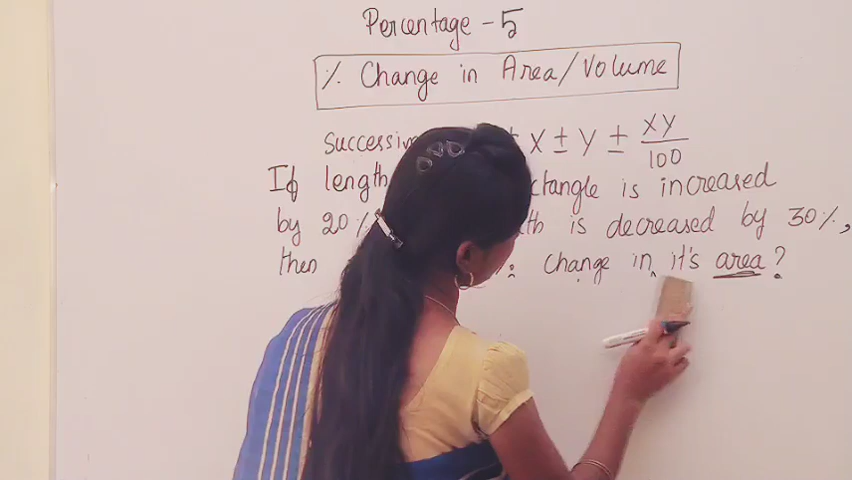 Percentage - 5
% Change in Area/Volume
Successive ± X ± Y ± XY/100
If length ctangle is increased
by 20% th is decreased by 30%,
then change in it's area?